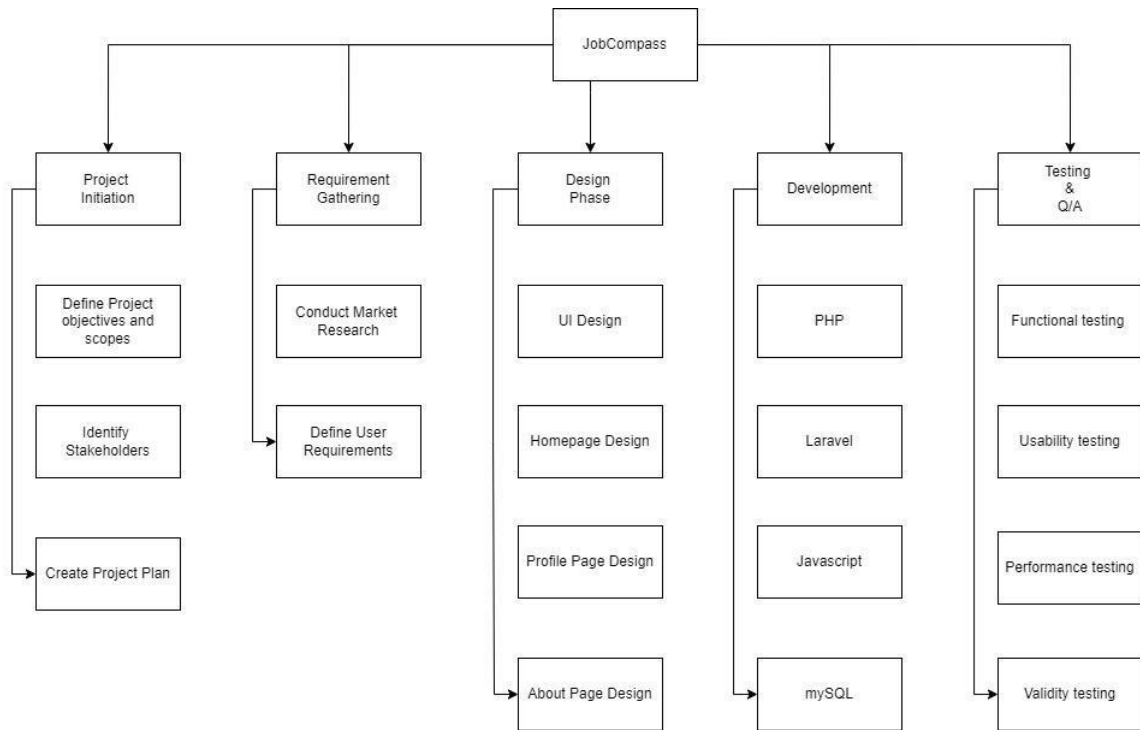 JobCompass
Project
Initiation
Requirement
Gathering
Design
Phase
Development
Testing
&
Q/A
Define Project
objectives and
scopes
Conduct Market
Research
UI Design
PHP
Functional testing
Identify
Stakeholders
Define User
Requirements
Homepage Design
Laravel
Usability testing
Create Project Plan
Profile Page Design
Javascript
Performance testing
About Page Design
mySQL
Validity testing